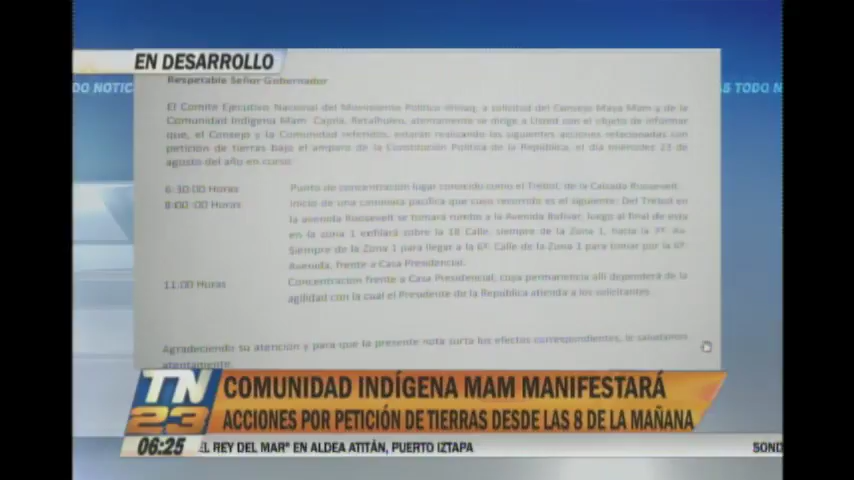 EN DESARROLLO
DO NOTIC
AS TODO N
Respetable Señor Gobernador
El Comité Ejecutivo Nacional del Movimiento Político Winaq, a solicitud del Consejo Maya Mam y de la
Comunidad Indígena Mam Cajola, Retalhuleu, atentamente se dirige a Usted con el objeto de informar
que, el Consejo y la Comunidad referidos, estarán realizando las siguientes acciones relacionadas con
petición de tierras bajo el amparo de la Constitución Política de la República, el día miércoles 23 de
agosto del año en curso:
6:30:00 Horas Punto de concentración lugar conocido como el Trebol, de la Calzada Roosevelt.
8:00 :00 Horas Inicio de una caminata pacífica que cuyo recorrido es el siguiente: Del Trebol en
la avenida Roosevelt se tomará rumbo a la Avenida Bolívar, luego al final de esta
en la zona 1 enfilará sobre la 18 Calle, siempre de la Zona 1, hacia la Av.
Siempre de la Zona 1 para llegar a la 6ª. Calle de la Zona 1 para tomar por la 6ª.
Avenida, frente a Casa Presidencial.
11:00 Horas Concentración frente a Casa Presidencial, cuya permanencia allí dependerá de la
agilidad con la cual el Presidente de la República atienda a los solicitantes.
Agradeciendo su atención y para que la presente nota surta los efectos correspondientes, le saludamos
atentamente.
TN
23
COMUNIDAD INDÍGENA MAM MANIFESTARÁ
ACCIONES POR PETICIÓN DE TIERRAS DESDE LAS 8 DE LA MAÑANA
06:25
EL REY DEL MAR" EN ALDEA ATITÁN, PUERTO IZTAPA
SOND